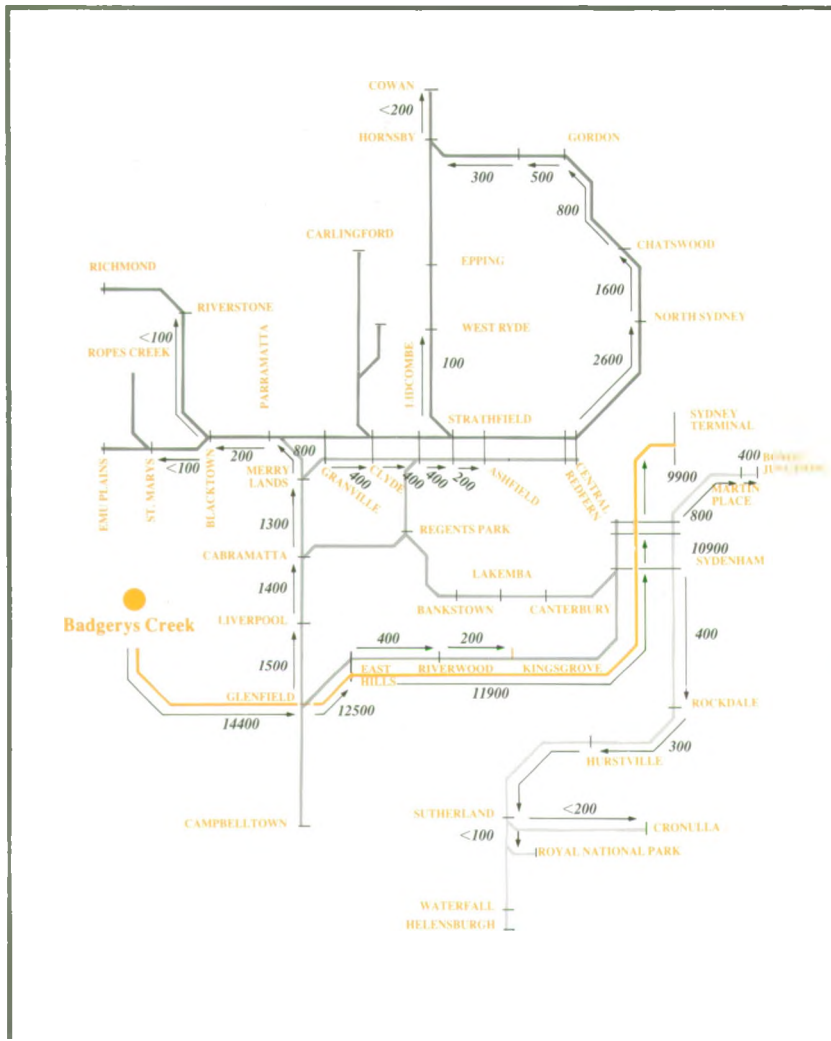 COWAN
<200
HORNSBY
GORDON
300
500
800
CARLINGFORD
CHATSWOOD
EPPING
RICHMOND
1600
RIVERSTONE
NORTH SYDNEY
WEST RYDE
<100
ROPES CREEK
PARRAMATTA
LIDCOMBE
100
2600
STRATHFIELD
SYDNEY
TERMINAL
EMU PLAINS
ST. MARYS
<100
BLACKTOWN
200
800
MERRY
LANDS
GRANVILLE
400
CLYDE
400
400
200
ASHFIELD
CENTRAL
REDFERN
9900
400
MARTIN
PLACE
800
1300
REGENTS PARK
10900
CABRAMATTA
SYDENHAM
LAKEMBA
1400
BANKSTOWN
CANTERBURY
Badgerys Creek
LIVERPOOL
400
200
400
1500
EAST
HILLS
RIVERWOOD
KINGSGROVE
GLENFIELD
11900
14400
12500
ROCKDALE
300
HURSTVILLE
SUTHERLAND
<200
CAMPBELLTOWN
CRONULLA
<100
ROYAL NATIONAL PARK
WATERFALL
HELENSBURGH